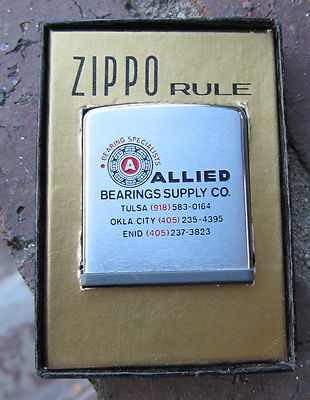 ZIPPO RULE
• BEARING SPECIALISTS
A
ALLIED
BEARINGS SUPPLY CO.
TULSA (918) 583-0164
OKLA. CITY (405) 235-4395
ENID (405) 237-3823